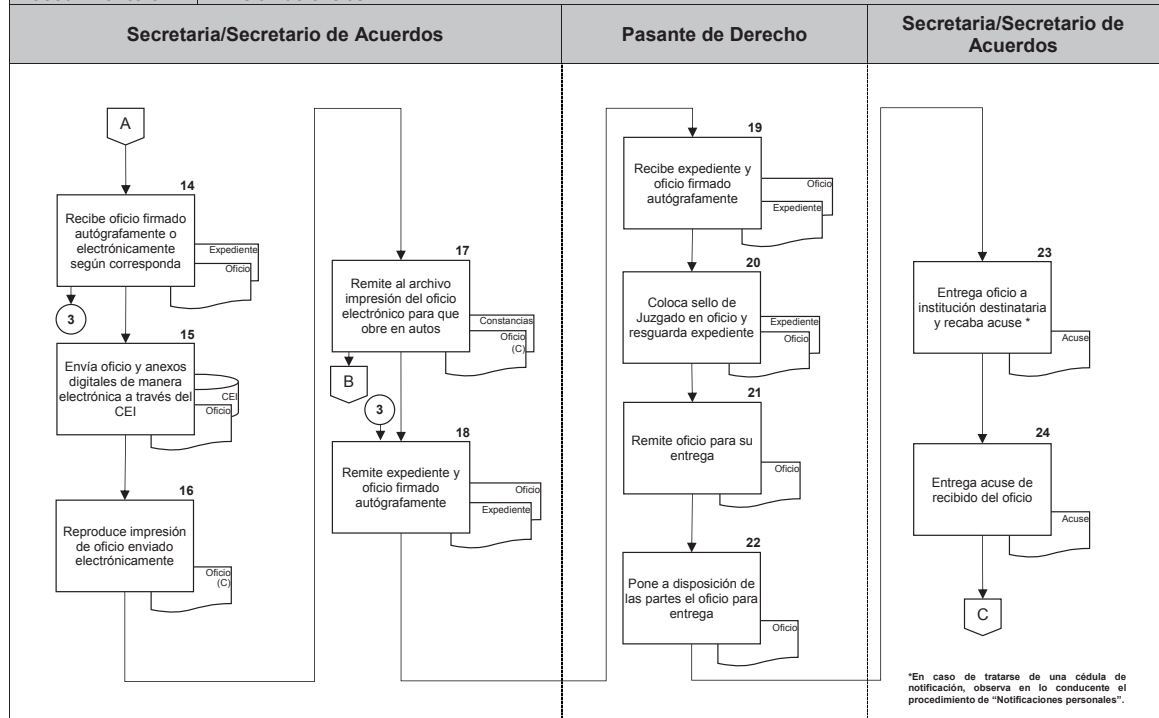 Secretaria/Secretario de Acuerdos
Pasante de Derecho
Secretaria/Secretario de
Acuerdos
A
14
Recibe oficio firmado
autógrafamente o
electrónicamente
según corresponda
Expediente
Oficio
3
15
Envía oficio y anexos
digitales de manera
electrónica a través del
CEI
CEI
Oficio
16
Reproduce impresión
de oficio enviado
electrónicamente
Oficio
(C)
17
Remite al archivo
impresión del oficio
electrónico para que
obre en autos
Constancias
Oficio
(C)
B
3
18
Remite expediente y
oficio firmado
autógrafamente
Oficio
Expediente
19
Recibe expediente y
oficio firmado
autógrafamente
Oficio
Expediente
20
Coloca sello de
Juzgado en oficio y
resguarda expediente
Expediente
Oficio
21
Remite oficio para su
entrega
Oficio
22
Pone a disposición de
las partes el oficio para
entrega
Oficio
23
Entrega oficio a
institución destinataria
y recaba acuse *
Acuse
24
Entrega acuse de
recibido del oficio
Acuse
C
*En caso de tratarse de una cédula de
notificación, observa en lo conducente el
procedimiento de “Notificaciones personales”.